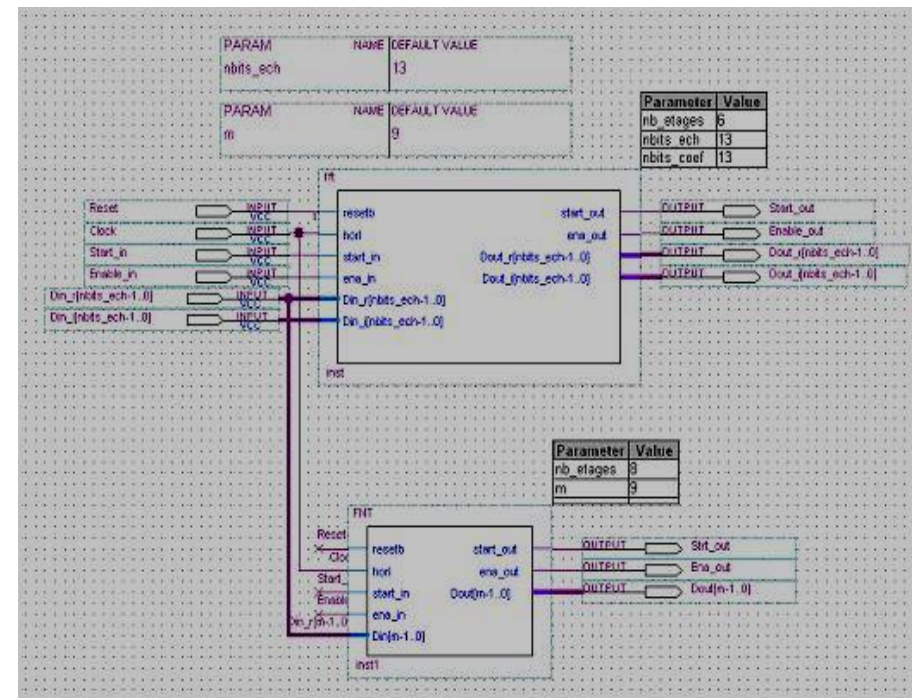 PARAM NAME DEFAULT VALUE
nbits_ech 13
PARAM NAME DEFAULT VALUE
m 9
Parameter Value
nb_etages 6
nbits_ech 13
nbits_coef 13
Reset INPUT VCC
Clock INPUT VCC
Start_in INPUT VCC
Enable_in INPUT VCC
Din_r[nbits_ech-1..0] INPUT VCC
Din_i[nbits_ech-1..0] INPUT VCC
resetb start_out
horl ena_out
start_in Dout_r[nbits_ech-1..0]
ena_in Dout_i[nbits_ech-1..0]
Din_r[nbits_ech-1..0]
Din_i[nbits_ech-1..0]
inst
OUTPUT Start_out
OUTPUT Enable_out
OUTPUT Dout_r[nbits_ech-1..0]
OUTPUT Dout_i[nbits_ech-1..0]
Parameter Value
nb_etages 8
m 9
FNT
Reset
Cloc
Start_
Enable
Din_r[m-1..0]
resetb start_out
horl ena_out
start_in Dout[m-1..0]
ena_in
Din[m-1..0]
inst1
OUTPUT Strt_out
OUTPUT Ena_out
OUTPUT Dout[m-1..0]